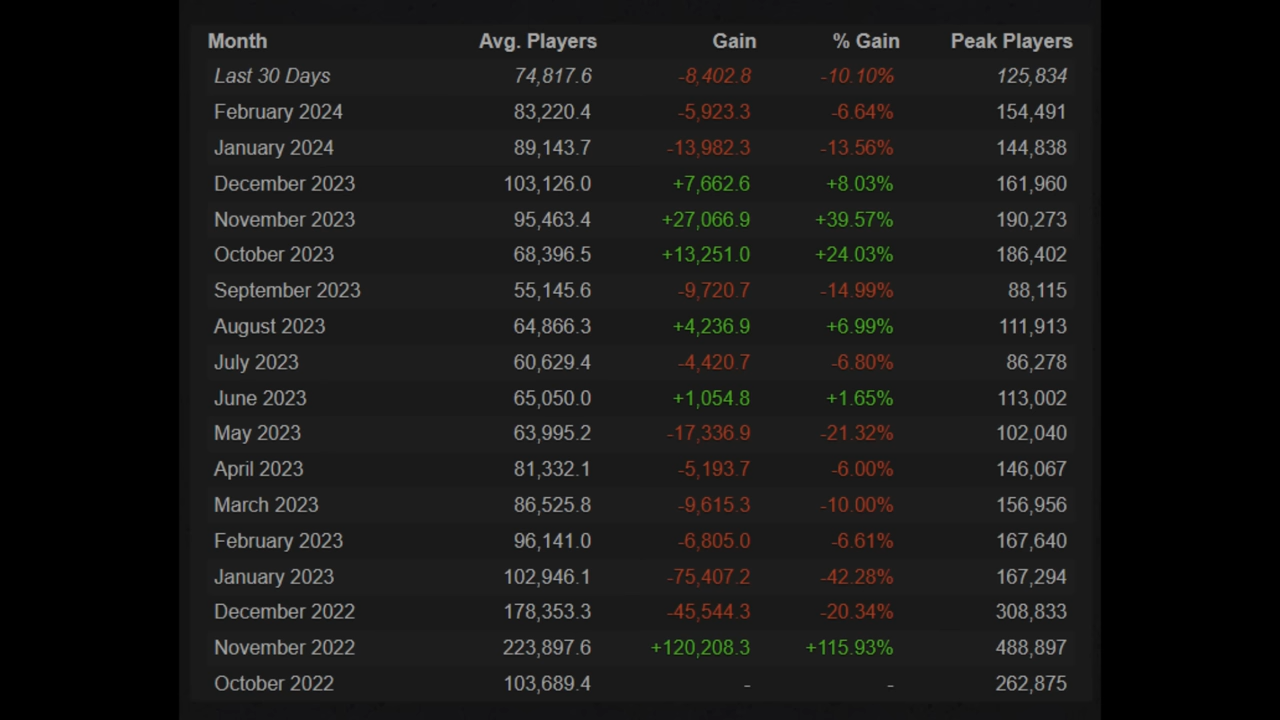 Month Avg. Players Gain % Gain Peak Players
Last 30 Days 74,817.6 -8,402.8 -10.10% 125,834
February 2024 83,220.4 -5,923.3 -6.64% 154,491
January 2024 89,143.7 -13,982.3 -13.56% 144,838
December 2023 103,126.0 +7,662.6 +8.03% 161,960
November 2023 95,463.4 +27,066.9 +39.57% 190,273
October 2023 68,396.5 +13,251.0 +24.03% 186,402
September 2023 55,145.6 -9,720.7 -14.99% 88,115
August 2023 64,866.3 +4,236.9 +6.99% 111,913
July 2023 60,629.4 -4,420.7 -6.80% 86,278
June 2023 65,050.0 +1,054.8 +1.65% 113,002
May 2023 63,995.2 -17,336.9 -21.32% 102,040
April 2023 81,332.1 -5,193.7 -6.00% 146,067
March 2023 86,525.8 -9,615.3 -10.00% 156,956
February 2023 96,141.0 -6,805.0 -6.61% 167,640
January 2023 102,946.1 -75,407.2 -42.28% 167,294
December 2022 178,353.3 -45,544.3 -20.34% 308,833
November 2022 223,897.6 +120,208.3 +115.93% 488,897
October 2022 103,689.4 - - 262,875